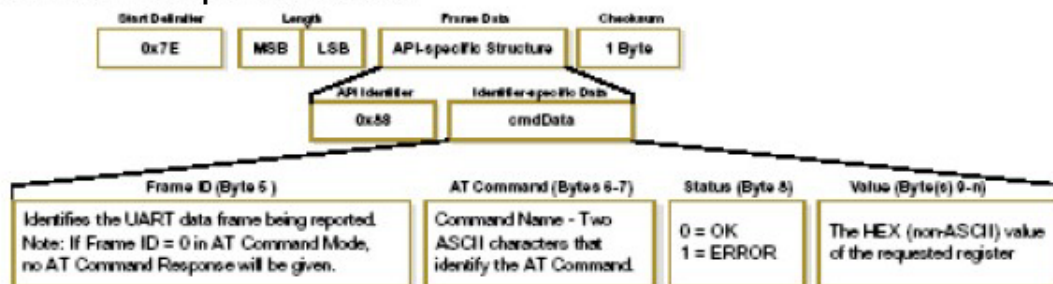 Start Delimiter Length Frame Data Checksum
0x7E MSB LSB API-specific Structure 1 Byte
API Identifier Identifier-specific Data
0x88 cmdData
Frame ID (Byte 5 ) AT Command (Bytes 6-7) Status (Byte 8) Value (Byte(s) 9-n)
Identifies the UART data frame being reported.
Note: If Frame ID = 0 in AT Command Mode,
no AT Command Response will be given.
Command Name - Two
ASCII characters that
identify the AT Command.
0 = OK
1 = ERROR
The HEX (non-ASCII) value
of the requested register